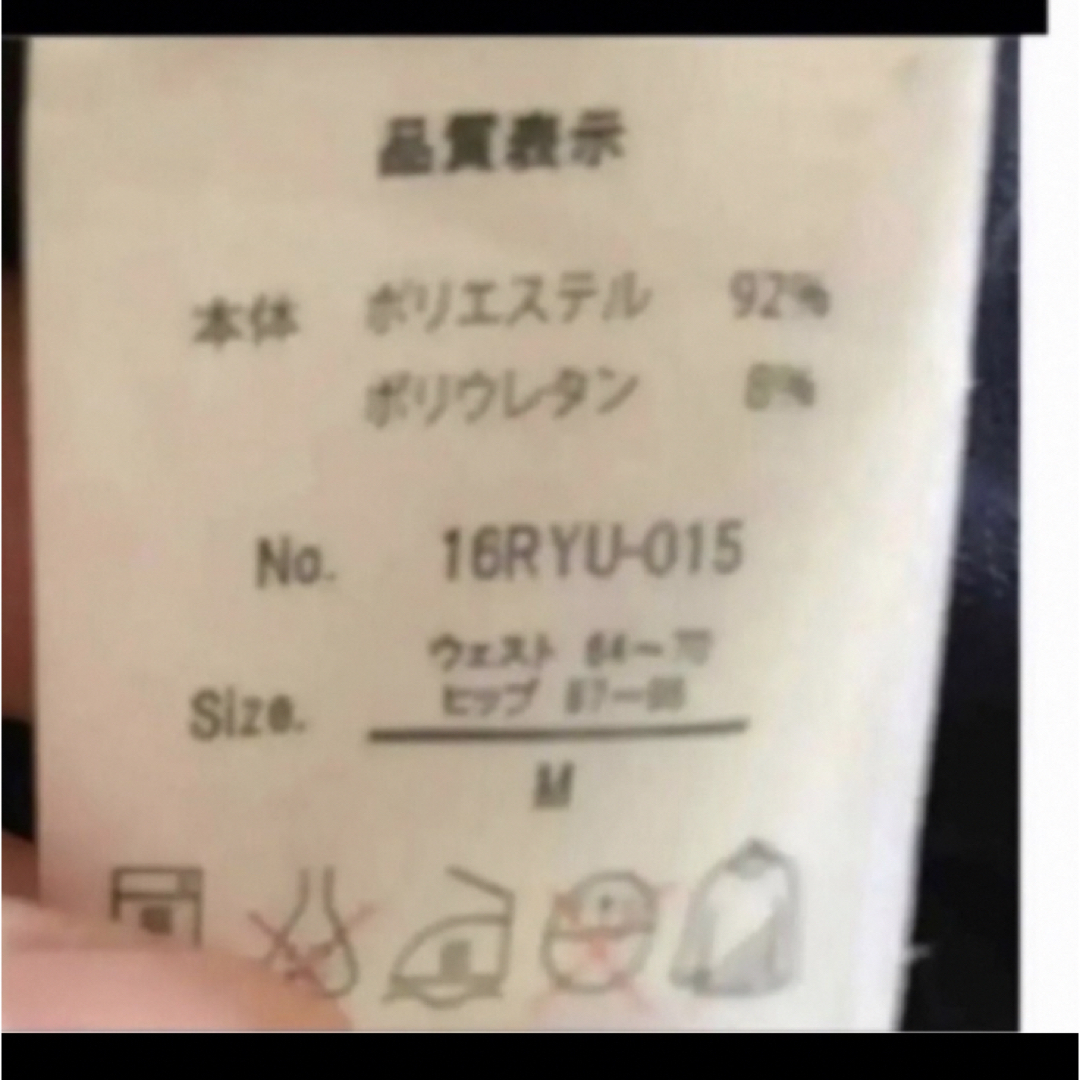 品質表示
本体 ポリエステル 92%
ポリウレタン 8%
No. 16RYU-015
ウェスト 64～70
ヒップ
Size.
M